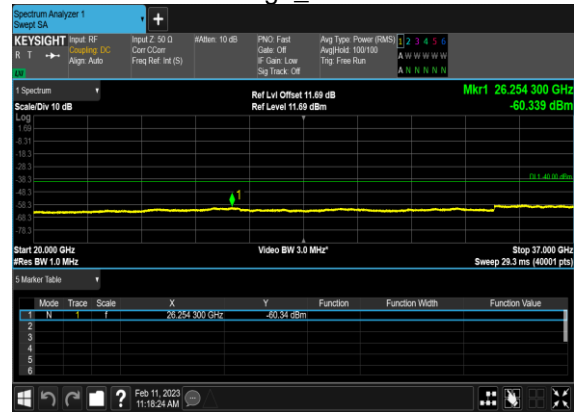 Spectrum Analyzer 1
Swept SA
+
KEYSIGHT Input: RF Input Z: 50 Ω #Atten: 10 dB PNO: Fast Avg Type: Power (RMS) 1 2 3 4 5 6
R T Coupling: DC Corr CCorr Gate: Off Avg|Hold: 100/100 A W W W W W
Align: Auto Freq Ref: Int (S) IF Gain: Low Trig: Free Run
Sig Track: Off A N N N N N
1 Spectrum Ref Lvl Offset 11.69 dB Mkr1 26.254 300 GHz
Scale/Div 10 dB Ref Level 11.69 dBm -60.339 dBm
Log
1.69
-8.31
-18.3
-28.3
-38.3 DL1 -40.00 dBm
-48.3
1
-58.3
-68.3
-78.3
Start 20.000 GHz Video BW 3.0 MHz* Stop 37.000 GHz
#Res BW 1.0 MHz Sweep 29.3 ms (40001 pts)
5 Marker Table
Mode Trace Scale X Y Function Function Width Function Value
1 N 1 f 26.254 300 GHz -60.34 dBm
2
3
4
5
6
? Feb 11, 2023
11:18:24 AM